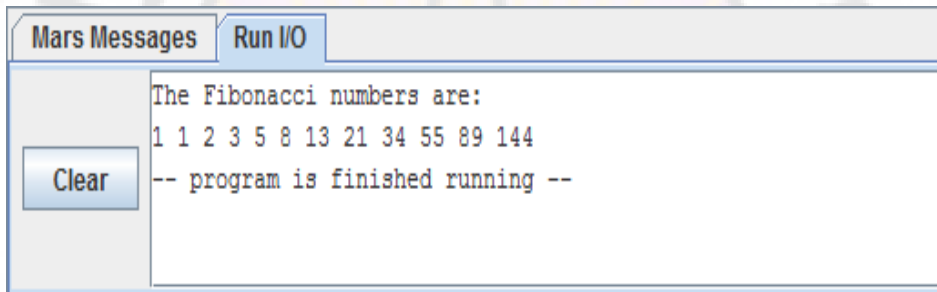 Mars Messages Run I/O
The Fibonacci numbers are:
1 1 2 3 5 8 13 21 34 55 89 144
Clear
-- program is finished running --